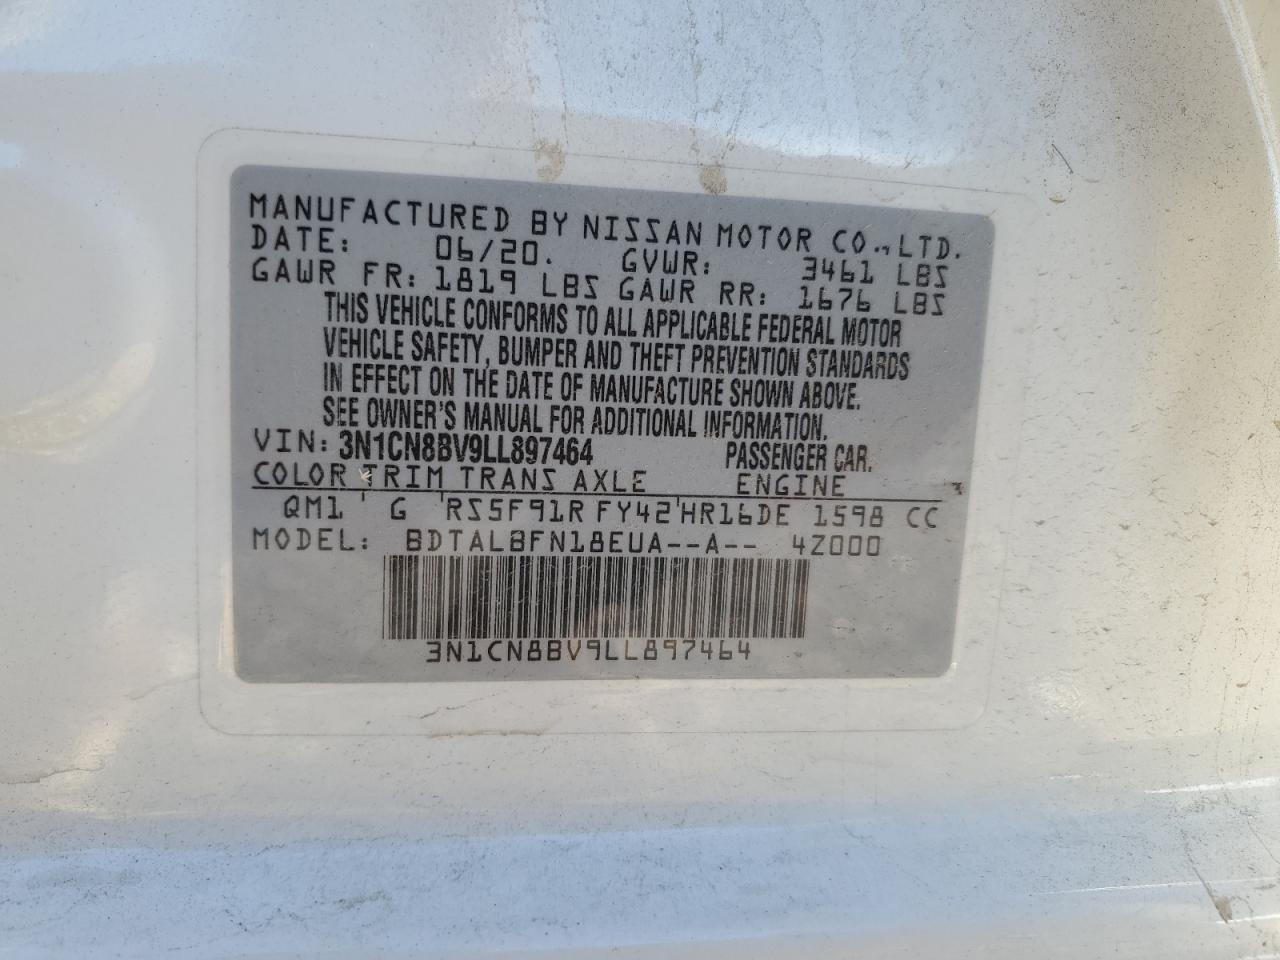 MANUFACTURED BY NISSAN MOTOR CO., LTD.
DATE: 06/20. GVWR: 3461 LBS
GAWR FR: 1819 LBS GAWR RR: 1676 LBS
THIS VEHICLE CONFORMS TO ALL APPLICABLE FEDERAL MOTOR
VEHICLE SAFETY, BUMPER AND THEFT PREVENTION STANDARDS
IN EFFECT ON THE DATE OF MANUFACTURE SHOWN ABOVE.
SEE OWNER'S MANUAL FOR ADDITIONAL INFORMATION.
VIN: 3N1CN8BV9LL897464 PASSENGER CAR.
COLOR TRIM TRANS AXLE ENGINE
QM1 ' G 'RS5F91R FY42'HR16DE 1598 CC
MODEL: BDTALBFN18EUA--A-- 4Z000
3N1CN8BV9LL897464